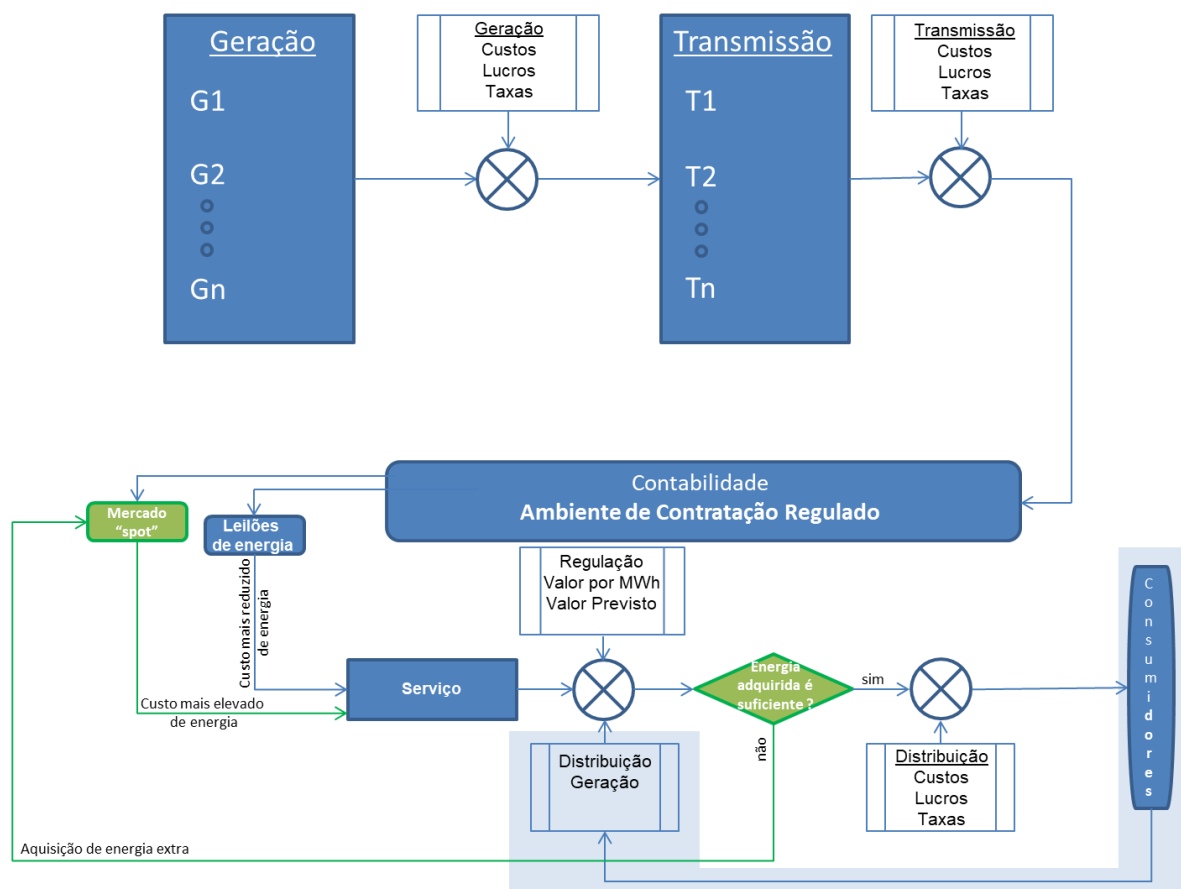 Geração
G1
G2
Gn
Geração
Custos
Lucros
Taxas
Transmissão
T1
T2
Tn
Transmissão
Custos
Lucros
Taxas
Contabilidade
Ambiente de Contratação Regulado
Mercado
“spot”
Leilões
de energia
Custo mais reduzido
de energia
Custo mais elevado
de energia
Serviço
Regulação
Valor por MWh
Valor Previsto
Distribuição
Geração
Energia
adquirida é
suficiente ?
sim
não
Distribuição
Custos
Lucros
Taxas
Consumidores
Aquisição de energia extra